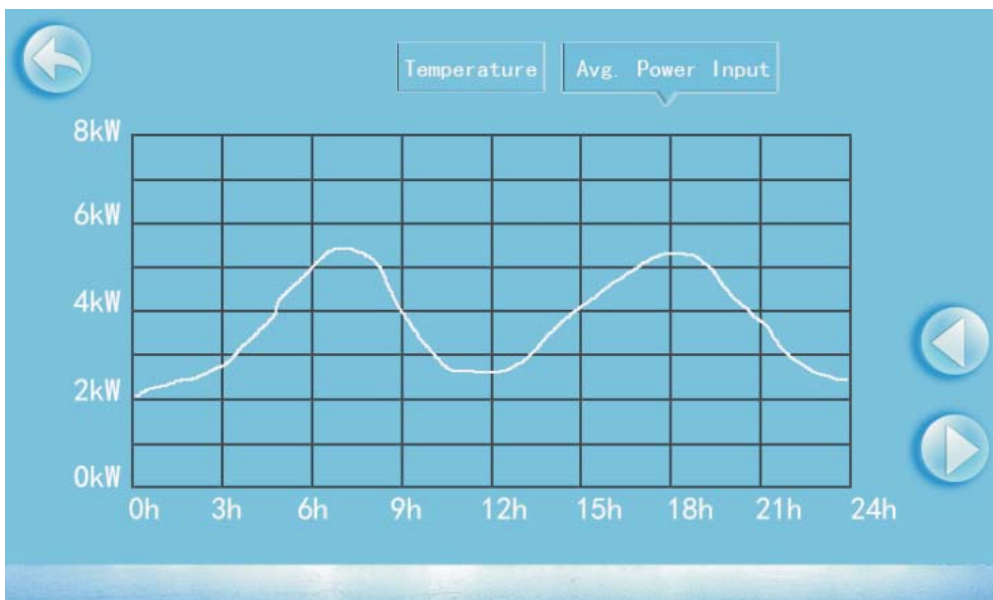 Temperature
Avg. Power Input
8kW
6kW
4kW
2kW
0kW
0h 3h 6h 9h 12h 15h 18h 21h 24h